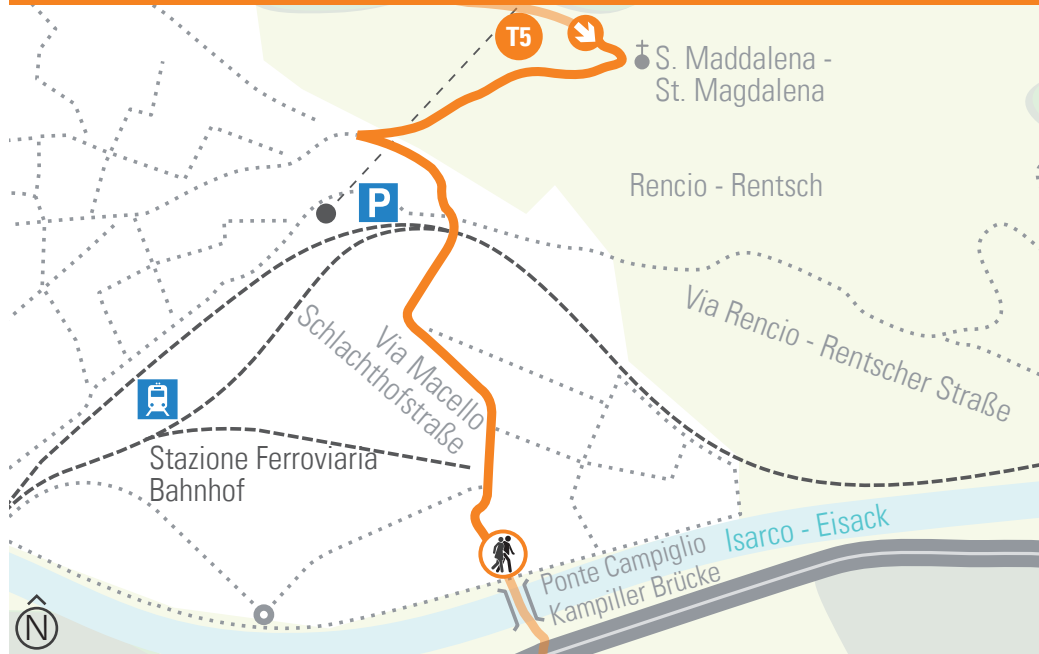 T5
S. Maddalena -
St. Magdalena
Rencio - Rentsch
P
Via Rencio - Rentscher Straße
Via Macello
Schlachthofstraße
Stazione Ferroviaria
Bahnhof
Isarco - Eisack
Ponte Campiglio
Kampiller Brücke
N